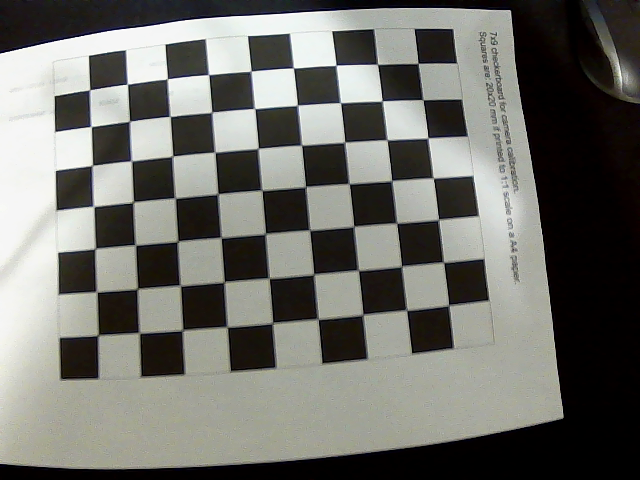 7x9 checkerboard for camera calibration.
Squares are: 20x20 mm if printed to 1:1 scale on a A4 paper.